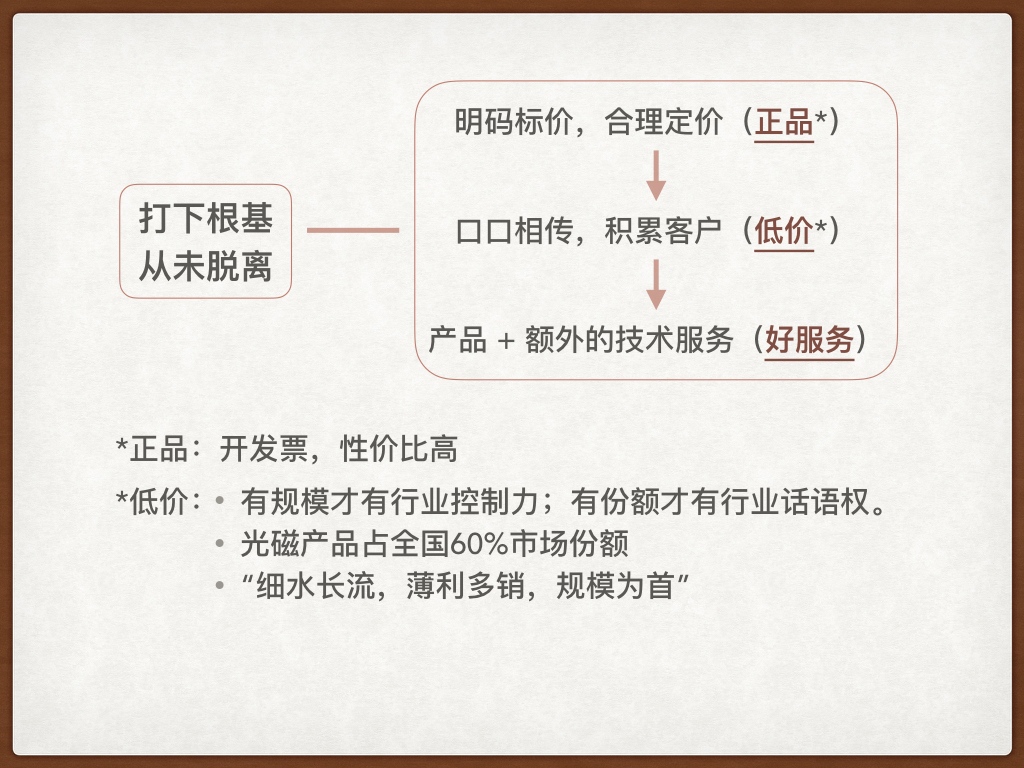 明码标价，合理定价（正品*）
打下根基
从未脱离
口口相传，积累客户（低价*）
产品 + 额外的技术服务（好服务）
*正品：开发票，性价比高
*低价：• 有规模才有行业控制力；有份额才有行业话语权。
• 光磁产品占全国60%市场份额
• “细水长流，薄利多销，规模为首”